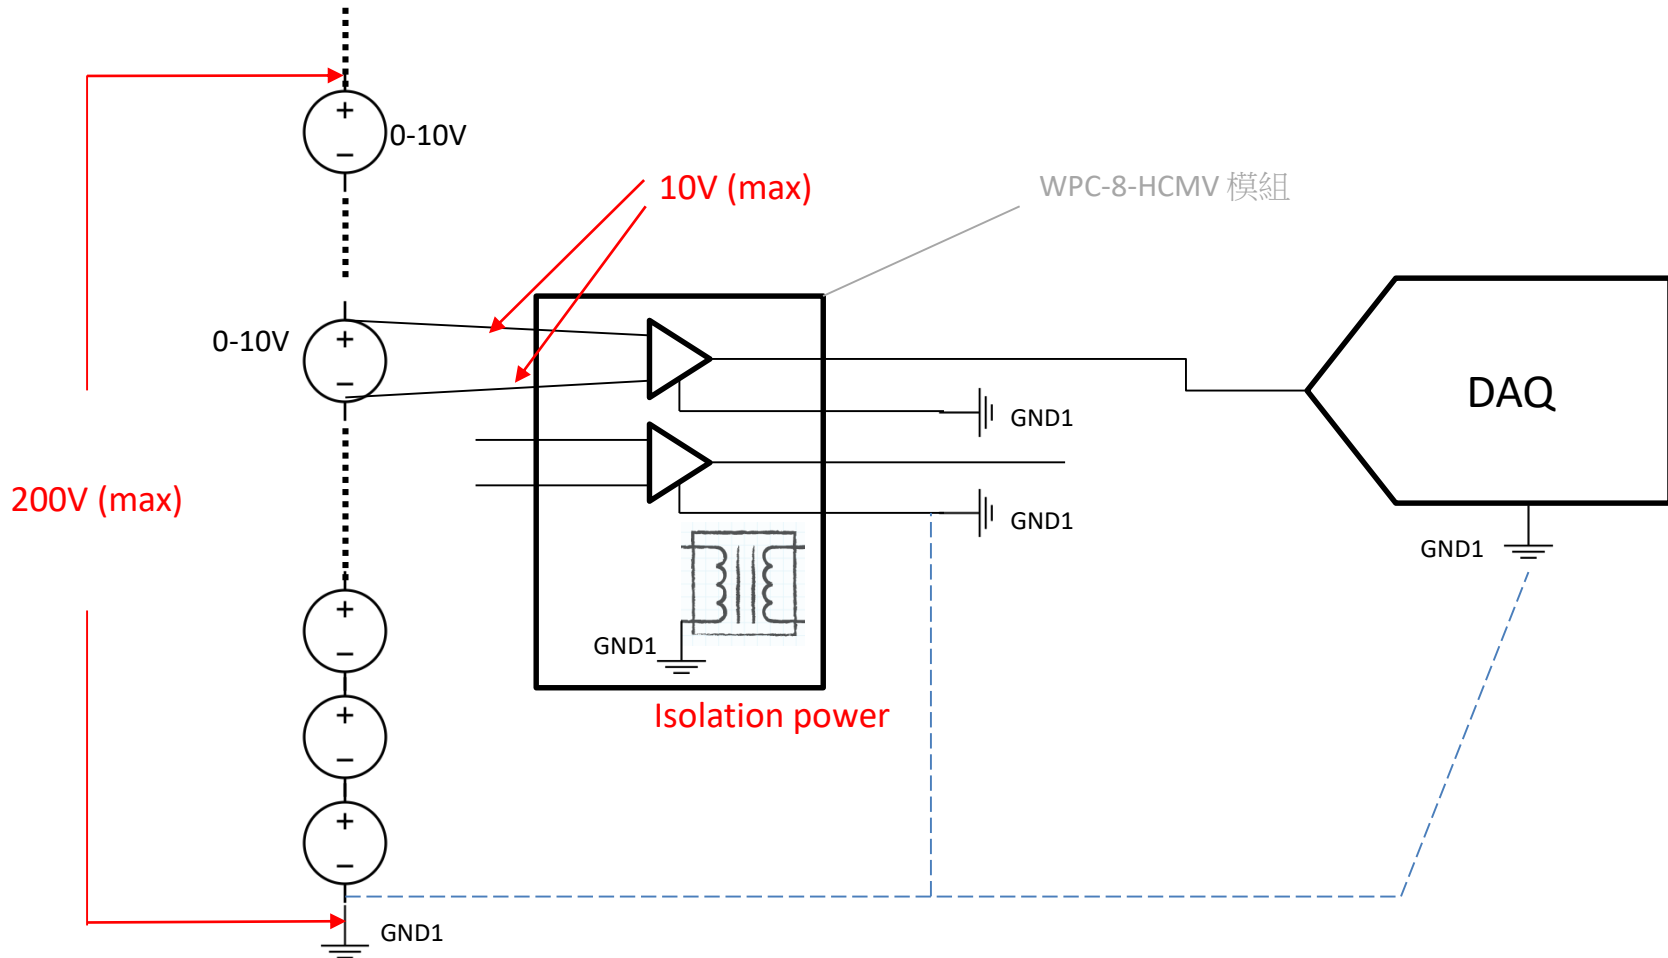 +
−
0-10V
10V (max)
WPC-8-HCMV 模組
0-10V
+
−
DAQ
GND1
200V (max)
GND1
GND1
+
−
GND1
Isolation power
+
−
+
−
GND1